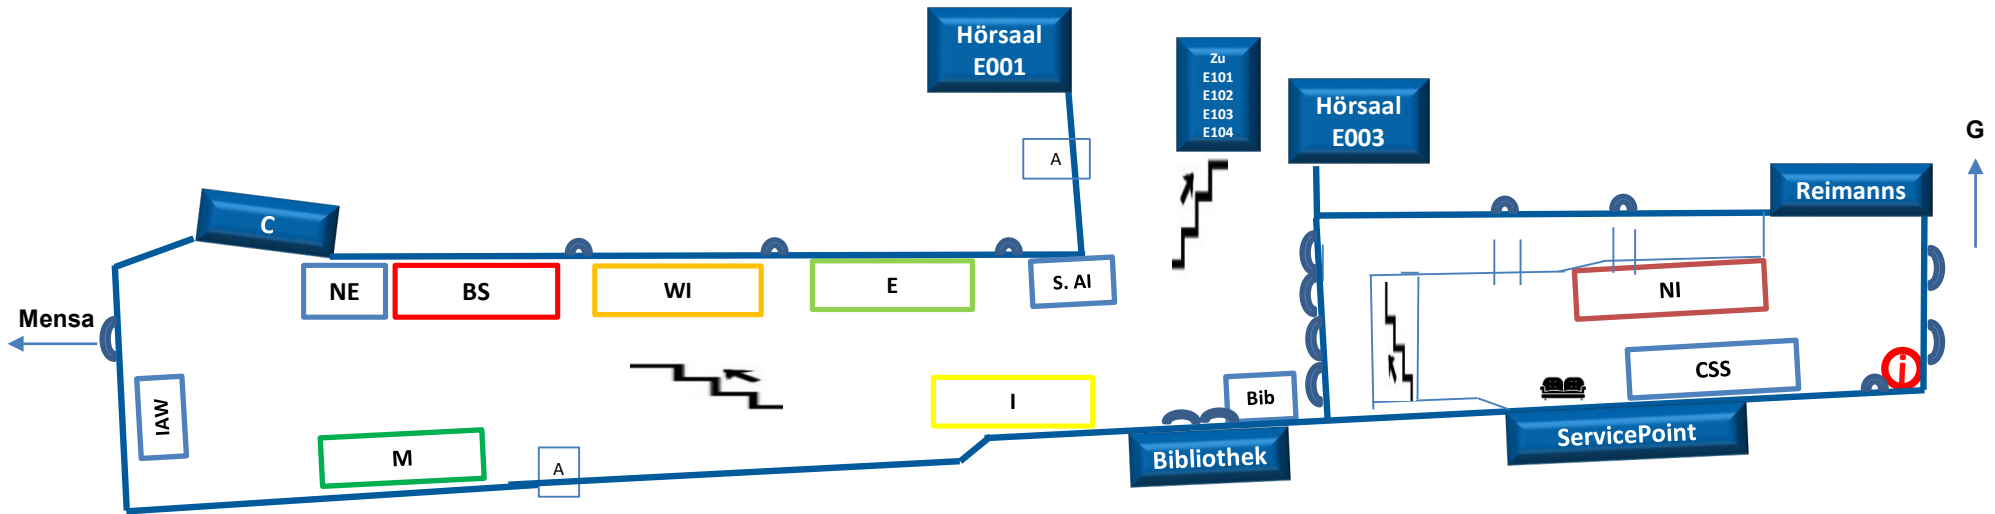 Hörsaal
E001
Zu
E101
E102
E103
E104
Hörsaal
E003
G
A
Reimanns
C
NE
BS
WI
E
S. AI
NI
Mensa
CSS
i
IAW
I
Bib
M
A
Bibliothek
ServicePoint